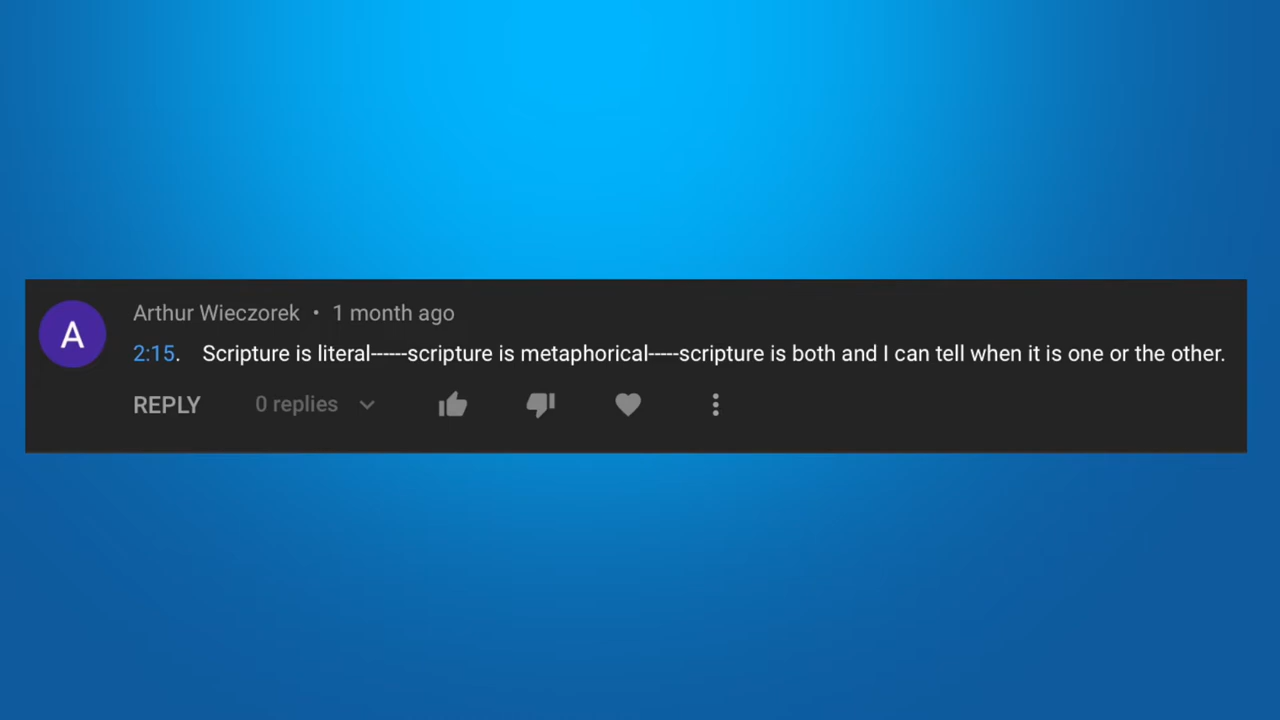 A
Arthur Wieczorek • 1 month ago
2:15. Scripture is literal------scripture is metaphorical-----scripture is both and I can tell when it is one or the other.
REPLY 0 replies